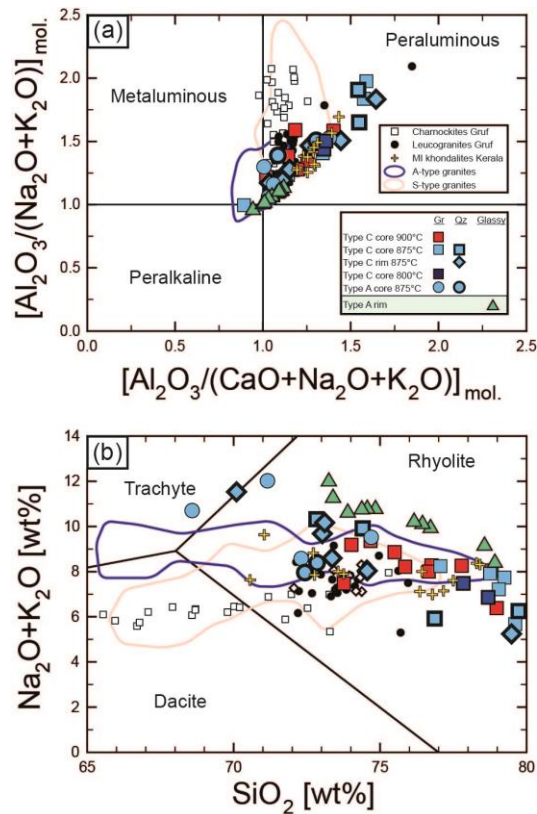 (a)
Peraluminous
Metaluminous
Peralkaline
[Al₂O₃/(Na₂O+K₂O)]mol.
2.5
2.0
1.5
1.0
0.5
0.0
0.0 0.5 1.0 1.5 2.0 2.5
[Al₂O₃/(CaO+Na₂O+K₂O)]mol.
Charnockites Gruf
Leucogranites Gruf
MI khondalites Kerala
A-type granites
S-type granites
Gr Qz Glassy
Type C core 900°C
Type C core 875°C
Type C rim 875°C
Type C core 800°C
Type A core 875°C
Type A rim
(b)
Trachyte
Rhyolite
Dacite
Na₂O+K₂O [wt%]
14
12
10
8
6
4
2
0
65 70 75 80
SiO₂ [wt%]